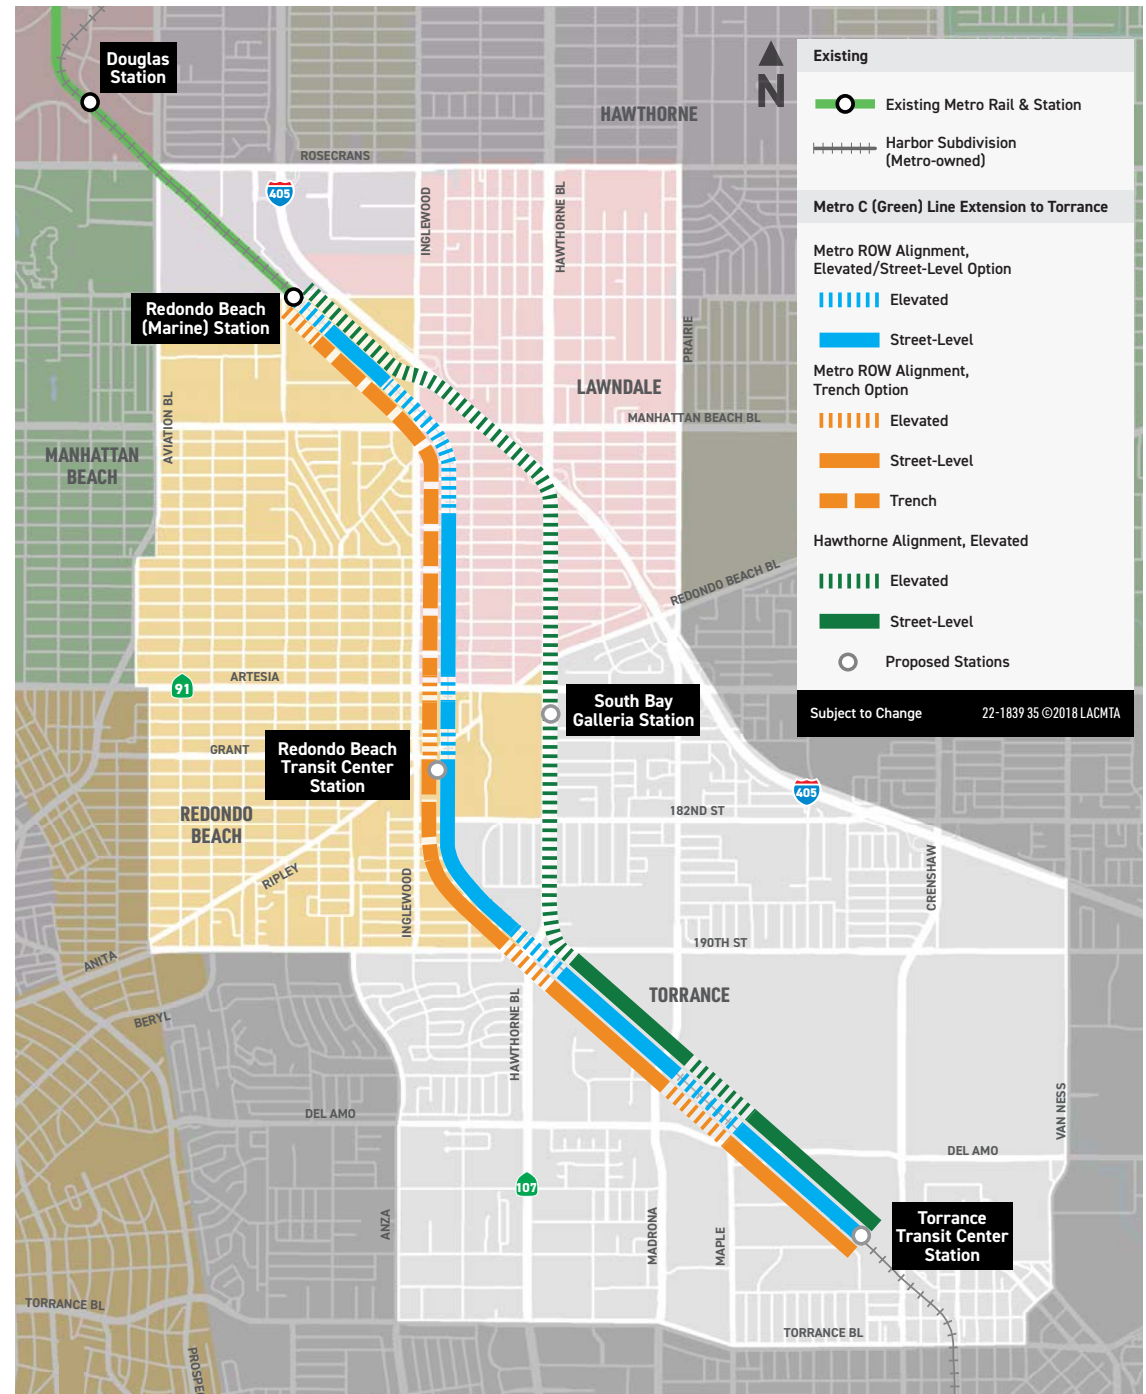 Douglas
Station
N
HAWTHORNE
ROSECRANS
405
INGLEWOOD
HAWTHORNE BL
Existing
Existing Metro Rail & Station
Harbor Subdivision
(Metro-owned)
Metro C (Green) Line Extension to Torrance
Metro ROW Alignment,
Elevated/Street-Level Option
Elevated
Street-Level
Metro ROW Alignment,
Trench Option
Elevated
Street-Level
Trench
Hawthorne Alignment, Elevated
Elevated
Street-Level
Proposed Stations
Subject to Change
22-1839 35 ©2018 LACMTA
Redondo Beach
(Marine) Station
PRAIRIE
LAWNDALE
AVIATION BL
MANHATTAN BEACH BL
MANHATTAN
BEACH
REDONDO BEACH BL
ARTESIA
91
South Bay
Galleria Station
GRANT
Redondo Beach
Transit Center
Station
405
182ND ST
REDONDO
BEACH
RIPLEY
INGLEWOOD
CRENSHAW
190TH ST
ANITA
TORRANCE
BERYL
HAWTHORNE BL
DEL AMO
VAN NESS
DEL AMO
107
ANZA
MADRONA
MAPLE
Torrance
Transit Center
Station
TORRANCE BL
TORRANCE BL
PROSPEC